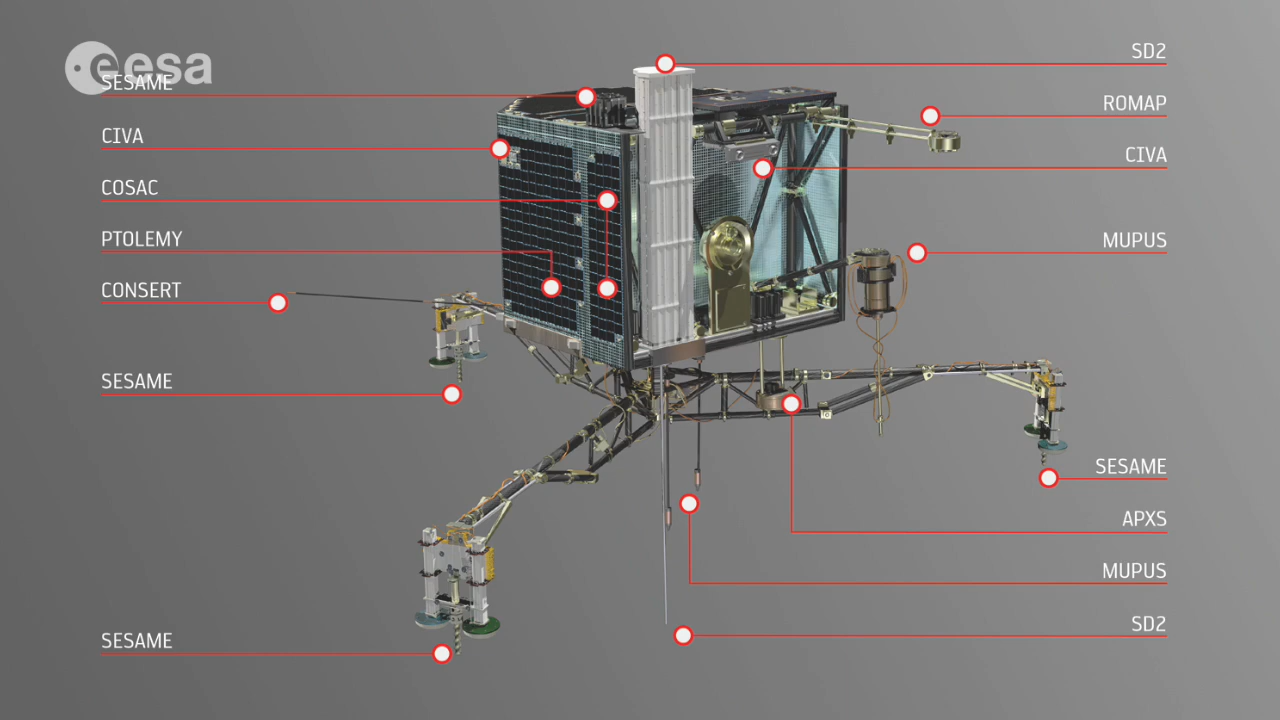 esa
SESAME
CIVA
COSAC
PTOLEMY
CONSERT
SESAME
SESAME
SD2
ROMAP
CIVA
MUPUS
SESAME
APXS
MUPUS
SD2